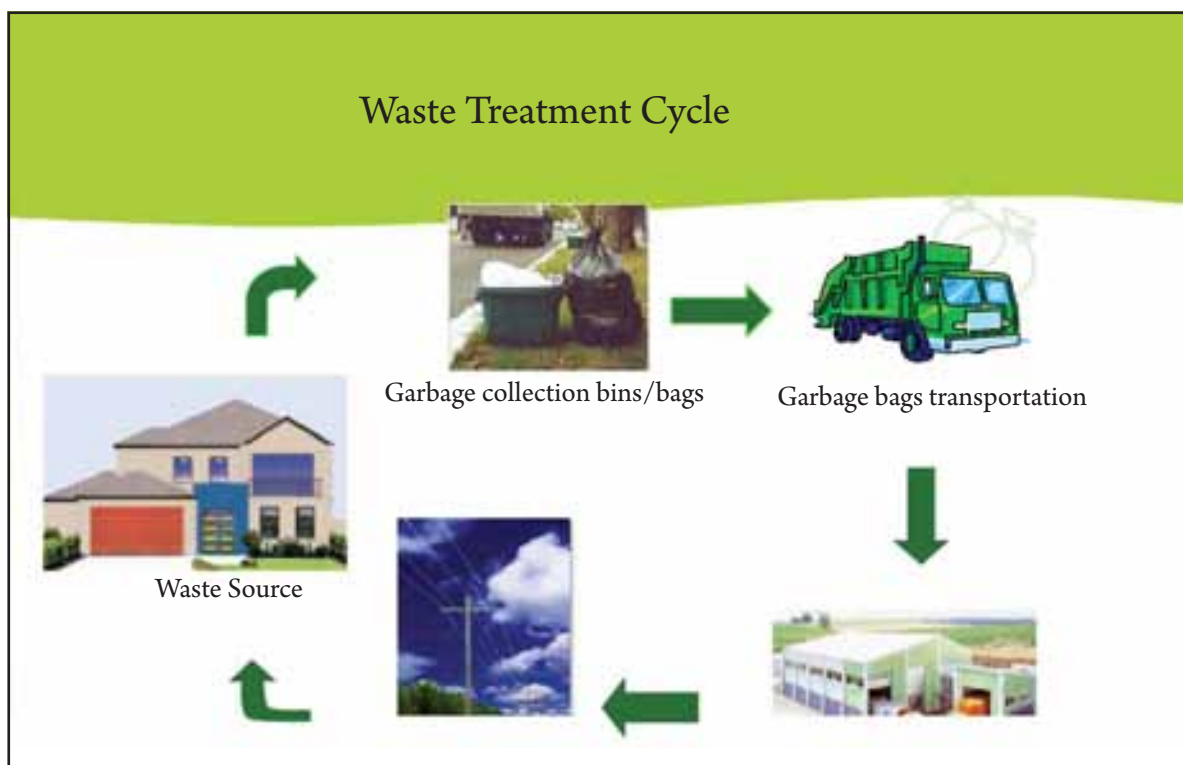 Waste Treatment Cycle
Garbage collection bins/bags
Garbage bags transportation
Waste Source